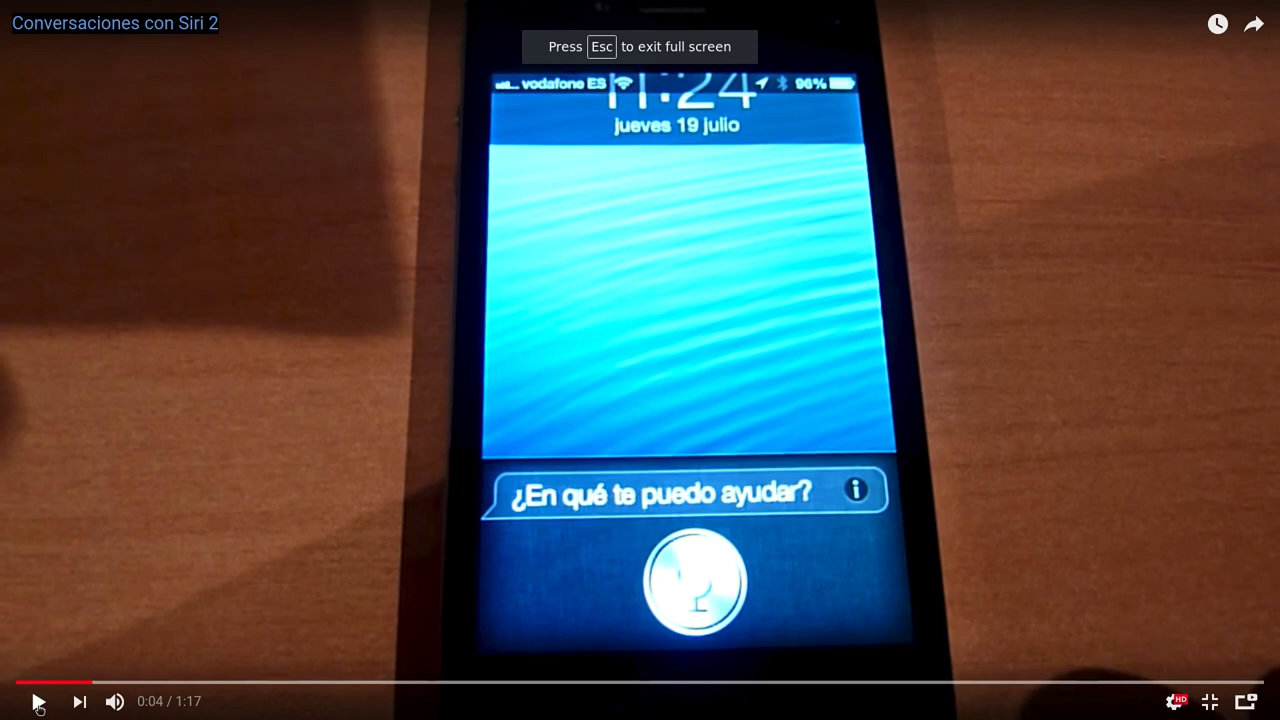 Conversaciones con Siri 2
Press Esc to exit full screen
vodafone ES 96%
11:24
jueves 19 julio
¿En qué te puedo ayudar?
i
0:04 / 1:17
HD